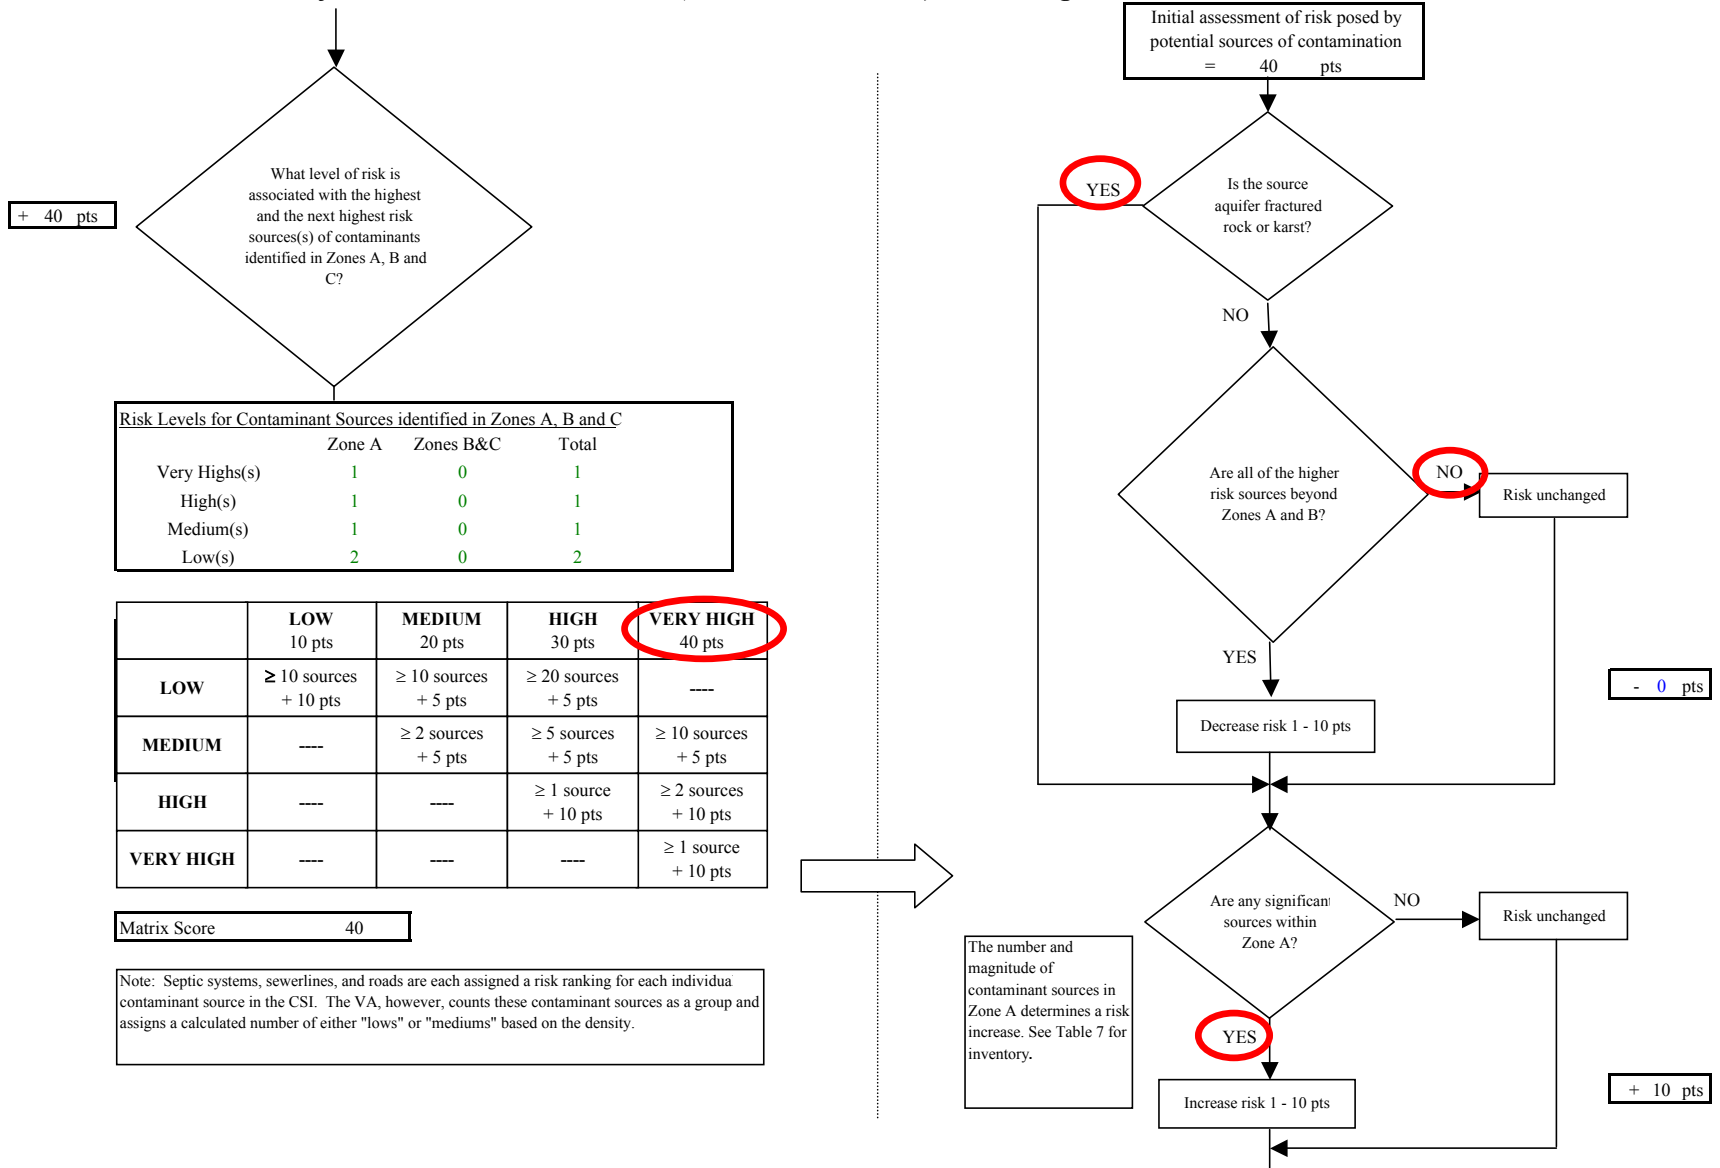 What level of risk is
associated with the highest
and the next highest risk
sources(s) of contaminants
identified in Zones A, B and
C?
+ 40 pts
Risk Levels for Contaminant Sources identified in Zones A, B and C
Zone A Zones B&C Total
Very Highs(s) 1 0 1
High(s) 1 0 1
Medium(s) 1 0 1
Low(s) 2 0 2
LOW MEDIUM HIGH VERY HIGH
10 pts 20 pts 30 pts 40 pts
LOW ≥ 10 sources ≥ 10 sources ≥ 20 sources ----
+ 10 pts + 5 pts + 5 pts
MEDIUM ---- ≥ 2 sources ≥ 5 sources ≥ 10 sources
+ 5 pts + 5 pts + 5 pts
HIGH ---- ---- ≥ 1 source ≥ 2 sources
+ 10 pts + 10 pts
VERY HIGH ---- ---- ---- ≥ 1 source
+ 10 pts
Matrix Score 40
Note: Septic systems, sewerlines, and roads are each assigned a risk ranking for each individua
contaminant source in the CSI. The VA, however, counts these contaminant sources as a group and
assigns a calculated number of either "lows" or "mediums" based on the density.
Initial assessment of risk posed by
potential sources of contamination
= 40 pts
Is the source
aquifer fractured
rock or karst?
YES
NO
Are all of the higher
risk sources beyond
Zones A and B?
NO
Risk unchanged
YES
- 0 pts
Decrease risk 1 - 10 pts
Are any significant
sources within
Zone A?
NO
Risk unchanged
The number and
magnitude of
contaminant sources in
Zone A determines a risk
increase. See Table 7 for
inventory.
YES
Increase risk 1 - 10 pts
+ 10 pts